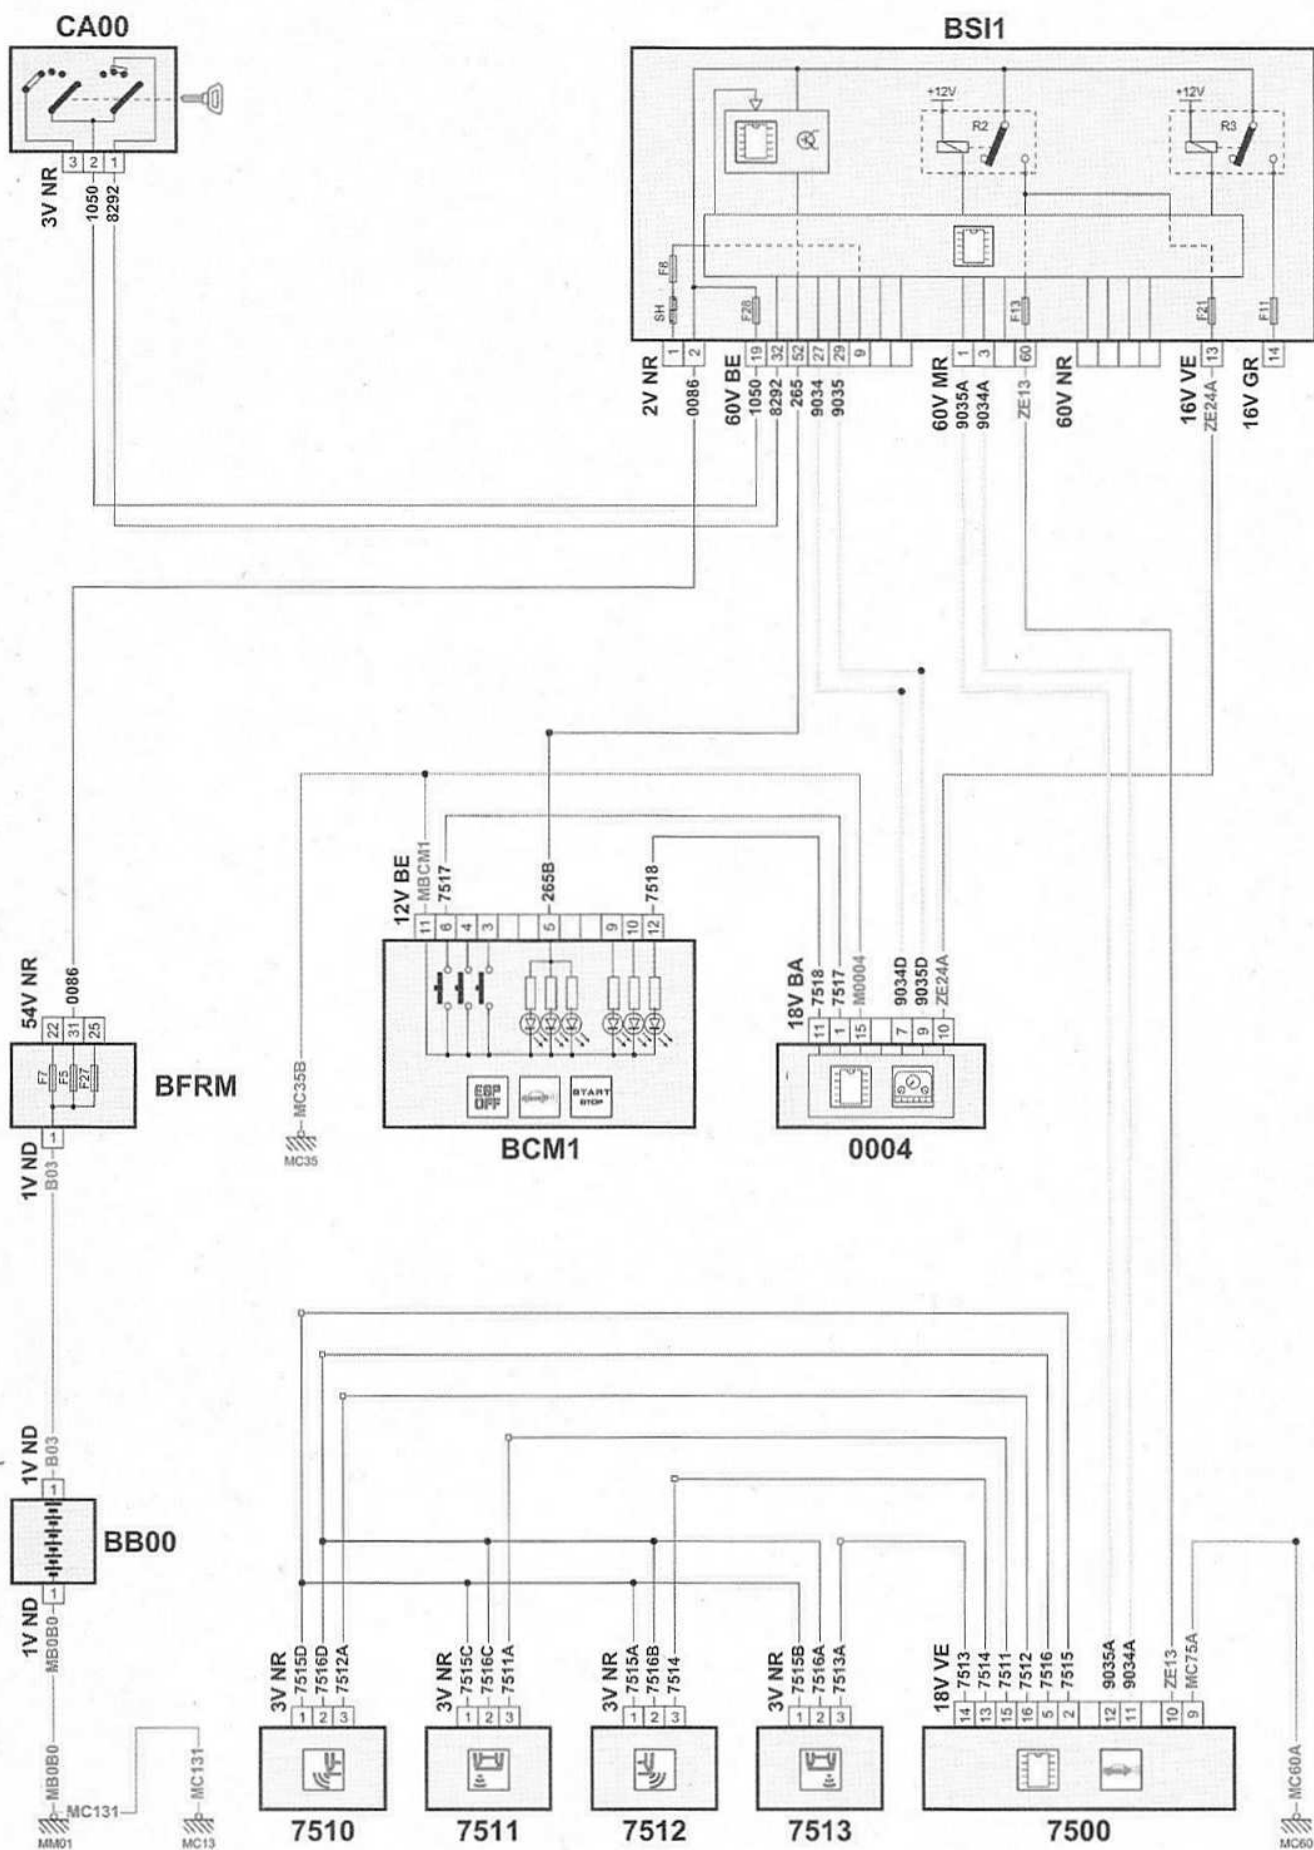 CA00
3 2 1
3V NR
1050
8292
BSI1
+12V
R2
+12V
R3
F8
SH
F28
F13
F21
F11
1 2 19 32 52 27 29 9 1 3 60 13 14
2V NR
0086
60V BE
1050
8292
265
9034
9035
60V MR
9035A
9034A
ZE13
60V NR
16V VE
ZE24A
16V GR
54V NR
0086
22 31 25
F7
F5
F27
BFRM
1
1V ND
B03
MC35B
MC35
12V BE
MBCM1
7517
265B
7518
11 6 4 3 5 9 10 12
ESP OFF
START STOP
BCM1
18V BA
7518
7517
M0004
9034D
9035D
ZE24A
11 1 15 7 9 10
0004
1V ND
B03
1
BB00
1
1V ND
MB0B0
MB0B0
MM01
MC131
MC131
MC13
3V NR
7515D
7516D
7512A
1 2 3
7510
3V NR
7515C
7516C
7511A
1 2 3
7511
3V NR
7515A
7516B
7514
1 2 3
7512
3V NR
7515B
7516A
7513A
1 2 3
7513
18V VE
7513
7514
7511
7512
7516
7515
9035A
9034A
ZE13
MC75A
14 13 15 16 5 2 12 11 10 9
7500
MC60A
MC60